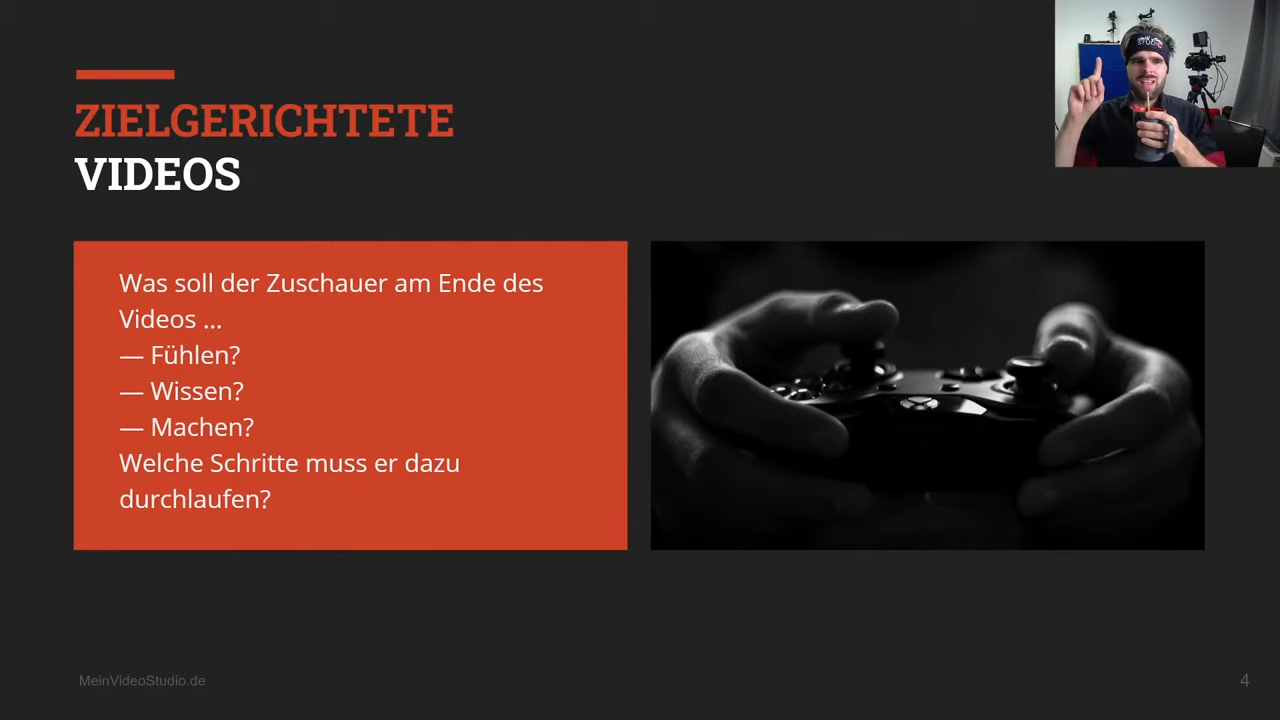 ZIELGERICHTETE
VIDEOS
Was soll der Zuschauer am Ende des
Videos ...
— Fühlen?
— Wissen?
— Machen?
Welche Schritte muss er dazu
durchlaufen?
MeinVideoStudio.de
4